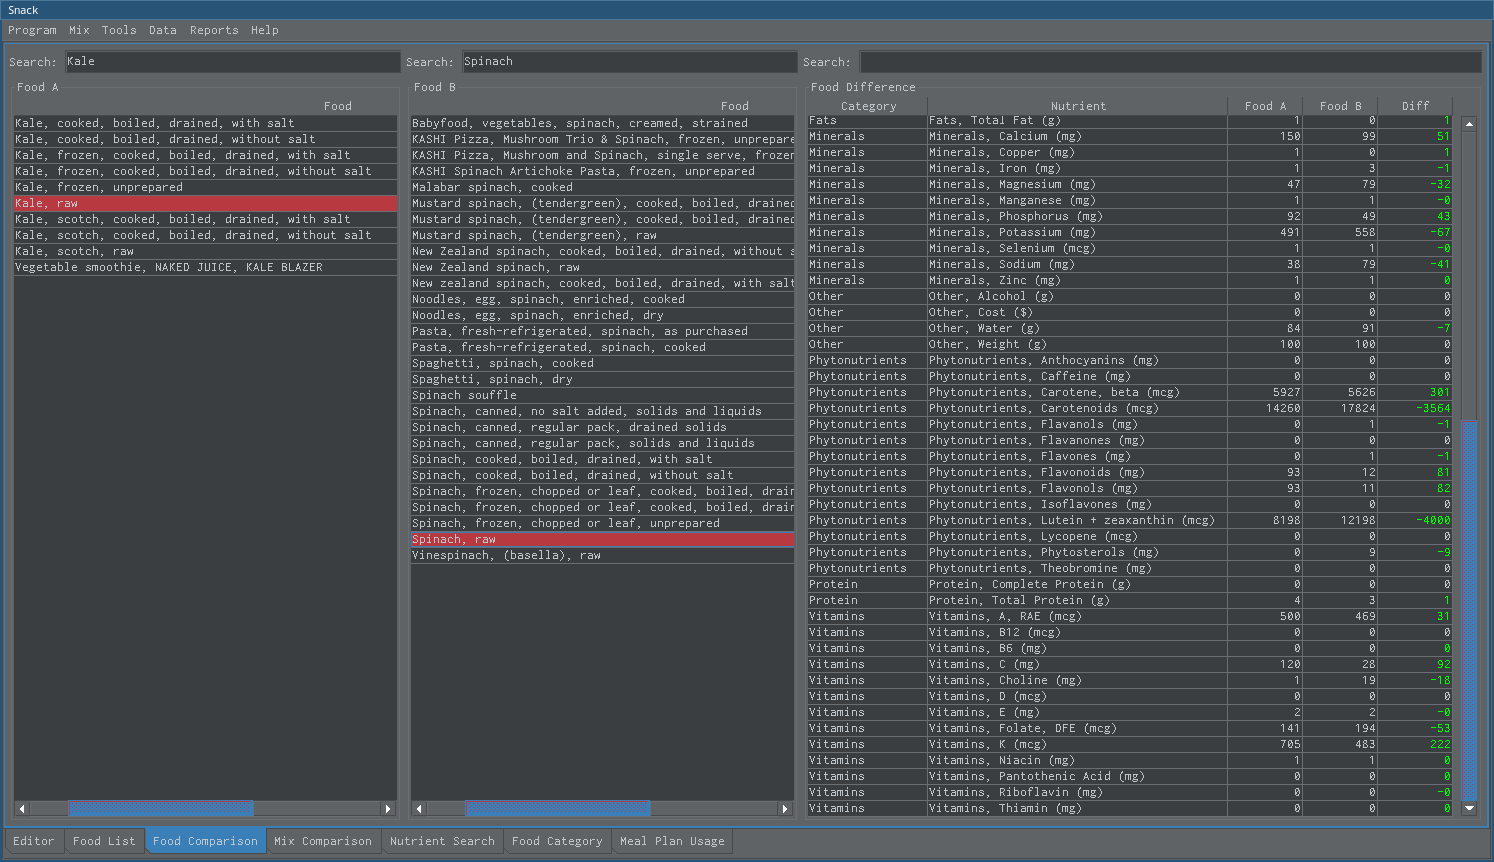 Snack
Program Mix Tools Data Reports Help
Search: Kale
Search: Spinach
Search:
Food A
Food
Kale, cooked, boiled, drained, with salt
Kale, cooked, boiled, drained, without salt
Kale, frozen, cooked, boiled, drained, with salt
Kale, frozen, cooked, boiled, drained, without salt
Kale, frozen, unprepared
Kale, raw
Kale, scotch, cooked, boiled, drained, with salt
Kale, scotch, cooked, boiled, drained, without salt
Kale, scotch, raw
Vegetable smoothie, NAKED JUICE, KALE BLAZER
Food B
Food
Babyfood, vegetables, spinach, creamed, strained
KASHI Pizza, Mushroom Trio & Spinach, frozen, unprepare
KASHI Pizza, Mushroom and Spinach, single serve, frozen
KASHI Spinach Artichoke Pasta, frozen, unprepared
Malabar spinach, cooked
Mustard spinach, (tendergreen), cooked, boiled, drained
Mustard spinach, (tendergreen), cooked, boiled, drained
Mustard spinach, (tendergreen), raw
New Zealand spinach, cooked, boiled, drained, without s
New Zealand spinach, raw
New zealand spinach, cooked, boiled, drained, with salt
Noodles, egg, spinach, enriched, cooked
Noodles, egg, spinach, enriched, dry
Pasta, fresh-refrigerated, spinach, as purchased
Pasta, fresh-refrigerated, spinach, cooked
Spaghetti, spinach, cooked
Spaghetti, spinach, dry
Spinach souffle
Spinach, canned, no salt added, solids and liquids
Spinach, canned, regular pack, drained solids
Spinach, canned, regular pack, solids and liquids
Spinach, cooked, boiled, drained, with salt
Spinach, cooked, boiled, drained, without salt
Spinach, frozen, chopped or leaf, cooked, boiled, drain
Spinach, frozen, chopped or leaf, cooked, boiled, drain
Spinach, frozen, chopped or leaf, unprepared
Spinach, raw
Vinespinach, (basella), raw
Food Difference
Category Nutrient Food A Food B Diff
Fats Fats, Total Fat (g) 1 0 1
Minerals Minerals, Calcium (mg) 150 99 51
Minerals Minerals, Copper (mg) 1 0 1
Minerals Minerals, Iron (mg) 1 3 -1
Minerals Minerals, Magnesium (mg) 47 79 -32
Minerals Minerals, Manganese (mg) 1 1 -0
Minerals Minerals, Phosphorus (mg) 92 49 43
Minerals Minerals, Potassium (mg) 491 558 -67
Minerals Minerals, Selenium (mcg) 1 1 -0
Minerals Minerals, Sodium (mg) 38 79 -41
Minerals Minerals, Zinc (mg) 1 1 0
Other Other, Alcohol (g) 0 0 0
Other Other, Cost ($) 0 0 0
Other Other, Water (g) 84 91 -7
Other Other, Weight (g) 100 100 0
Phytonutrients Phytonutrients, Anthocyanins (mg) 0 0 0
Phytonutrients Phytonutrients, Caffeine (mg) 0 0 0
Phytonutrients Phytonutrients, Carotene, beta (mcg) 5927 5626 301
Phytonutrients Phytonutrients, Carotenoids (mcg) 14260 17824 -3564
Phytonutrients Phytonutrients, Flavanols (mg) 0 1 -1
Phytonutrients Phytonutrients, Flavanones (mg) 0 0 0
Phytonutrients Phytonutrients, Flavones (mg) 0 1 -1
Phytonutrients Phytonutrients, Flavonoids (mg) 93 12 81
Phytonutrients Phytonutrients, Flavonols (mg) 93 11 82
Phytonutrients Phytonutrients, Isoflavones (mg) 0 0 0
Phytonutrients Phytonutrients, Lutein + zeaxanthin (mcg) 8198 12198 -4000
Phytonutrients Phytonutrients, Lycopene (mcg) 0 0 0
Phytonutrients Phytonutrients, Phytosterols (mg) 0 9 -9
Phytonutrients Phytonutrients, Theobromine (mg) 0 0 0
Protein Protein, Complete Protein (g) 0 0 0
Protein Protein, Total Protein (g) 4 3 1
Vitamins Vitamins, A, RAE (mcg) 500 469 31
Vitamins Vitamins, B12 (mcg) 0 0 0
Vitamins Vitamins, B6 (mg) 0 0 0
Vitamins Vitamins, C (mg) 120 28 92
Vitamins Vitamins, Choline (mg) 1 19 -18
Vitamins Vitamins, D (mcg) 0 0 0
Vitamins Vitamins, E (mg) 2 2 -0
Vitamins Vitamins, Folate, DFE (mcg) 141 194 -53
Vitamins Vitamins, K (mcg) 705 483 222
Vitamins Vitamins, Niacin (mg) 1 1 0
Vitamins Vitamins, Pantothenic Acid (mg) 0 0 0
Vitamins Vitamins, Riboflavin (mg) 0 0 -0
Vitamins Vitamins, Thiamin (mg) 0 0 0
Editor Food List Food Comparison Mix Comparison Nutrient Search Food Category Meal Plan Usage